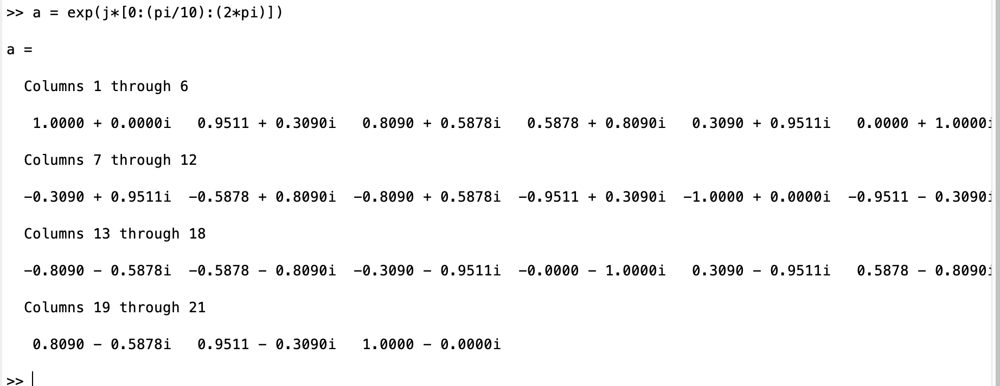 >> a = exp(j*[0:(pi/10):(2*pi)])
a =
Columns 1 through 6
1.0000 + 0.0000i   0.9511 + 0.3090i   0.8090 + 0.5878i   0.5878 + 0.8090i   0.3090 + 0.9511i   0.0000 + 1.0000i
Columns 7 through 12
-0.3090 + 0.9511i  -0.5878 + 0.8090i  -0.8090 + 0.5878i  -0.9511 + 0.3090i  -1.0000 + 0.0000i  -0.9511 - 0.3090i
Columns 13 through 18
-0.8090 - 0.5878i  -0.5878 - 0.8090i  -0.3090 - 0.9511i  -0.0000 - 1.0000i   0.3090 - 0.9511i   0.5878 - 0.8090i
Columns 19 through 21
0.8090 - 0.5878i   0.9511 - 0.3090i   1.0000 - 0.0000i
>>